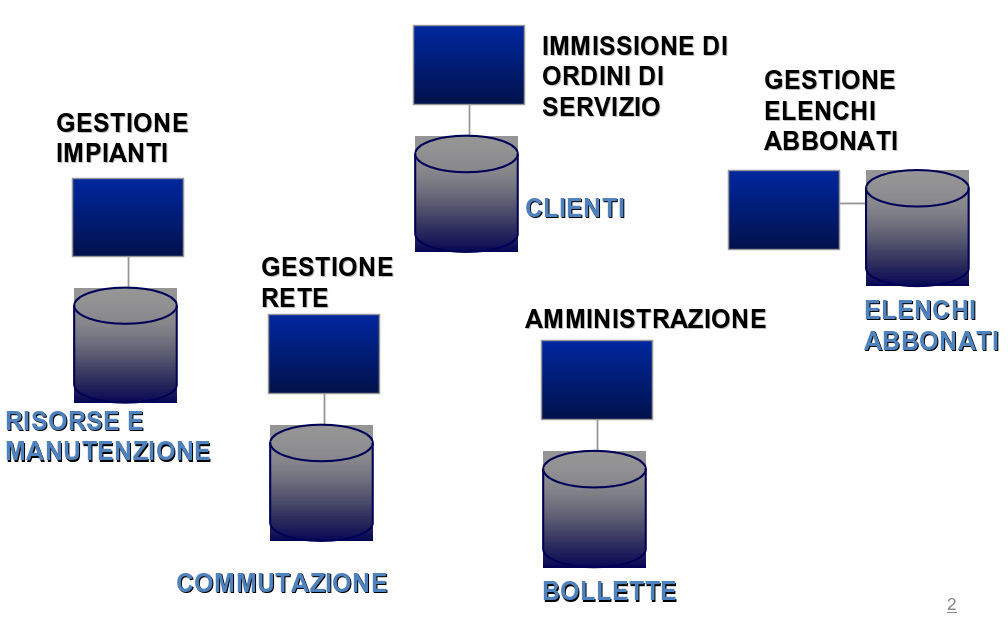 IMMISSIONE DI
ORDINI DI
SERVIZIO
GESTIONE
ELENCHI
ABBONATI
GESTIONE
IMPIANTI
CLIENTI
GESTIONE
RETE
ELENCHI
ABBONATI
AMMINISTRAZIONE
RISORSE E
MANUTENZIONE
COMMUTAZIONE
BOLLETTE
2